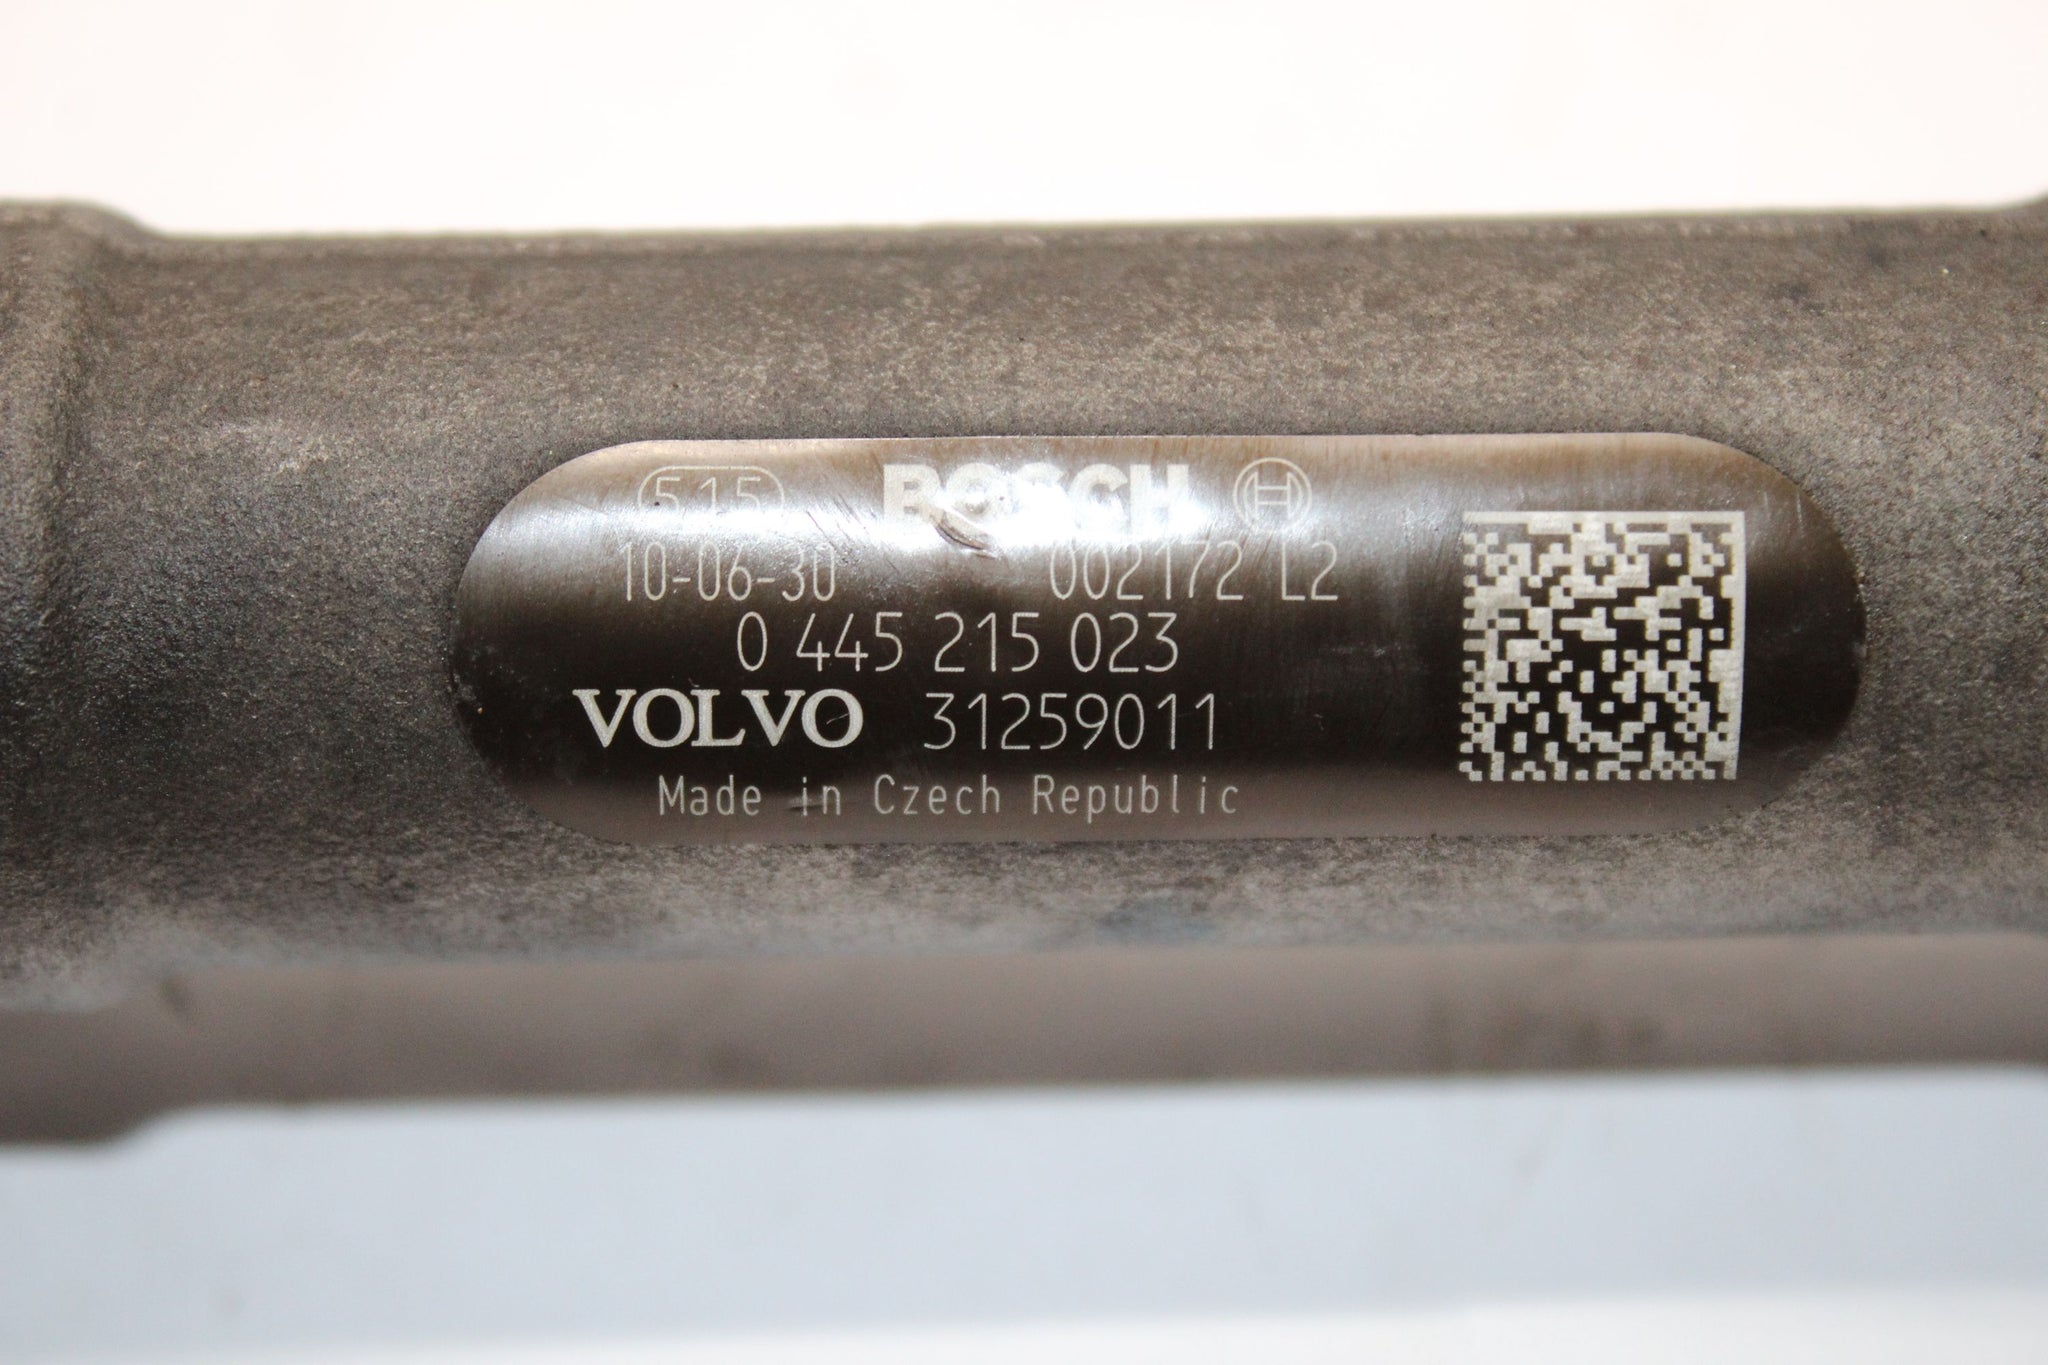 515 BOSCH
10-06-30 002172 L2
0 445 215 023
VOLVO 31259011
Made in Czech Republic